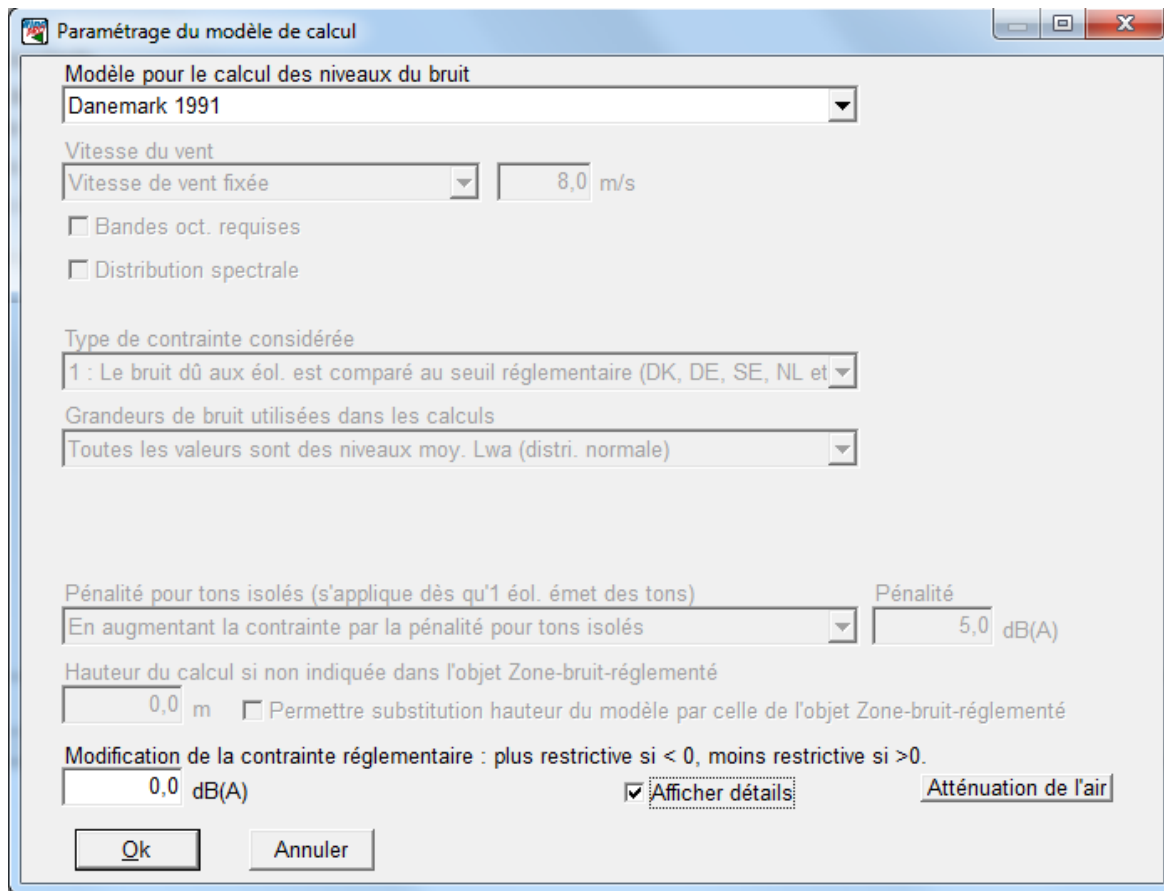 Paramétrage du modèle de calcul
Modèle pour le calcul des niveaux du bruit
Danemark 1991
Vitesse du vent
Vitesse de vent fixée 8,0 m/s
Bandes oct. requises
Distribution spectrale
Type de contrainte considérée
1 : Le bruit dû aux éol. est comparé au seuil réglementaire (DK, DE, SE, NL et
Grandeurs de bruit utilisées dans les calculs
Toutes les valeurs sont des niveaux moy. Lwa (distri. normale)
Pénalité pour tons isolés (s'applique dès qu'1 éol. émet des tons) Pénalité
En augmentant la contrainte par la pénalité pour tons isolés 5,0 dB(A)
Hauteur du calcul si non indiquée dans l'objet Zone-bruit-réglementé
0,0 m Permettre substitution hauteur du modèle par celle de l'objet Zone-bruit-réglementé
Modification de la contrainte réglementaire : plus restrictive si < 0, moins restrictive si >0.
0,0 dB(A) Afficher détails Atténuation de l'air
Ok Annuler